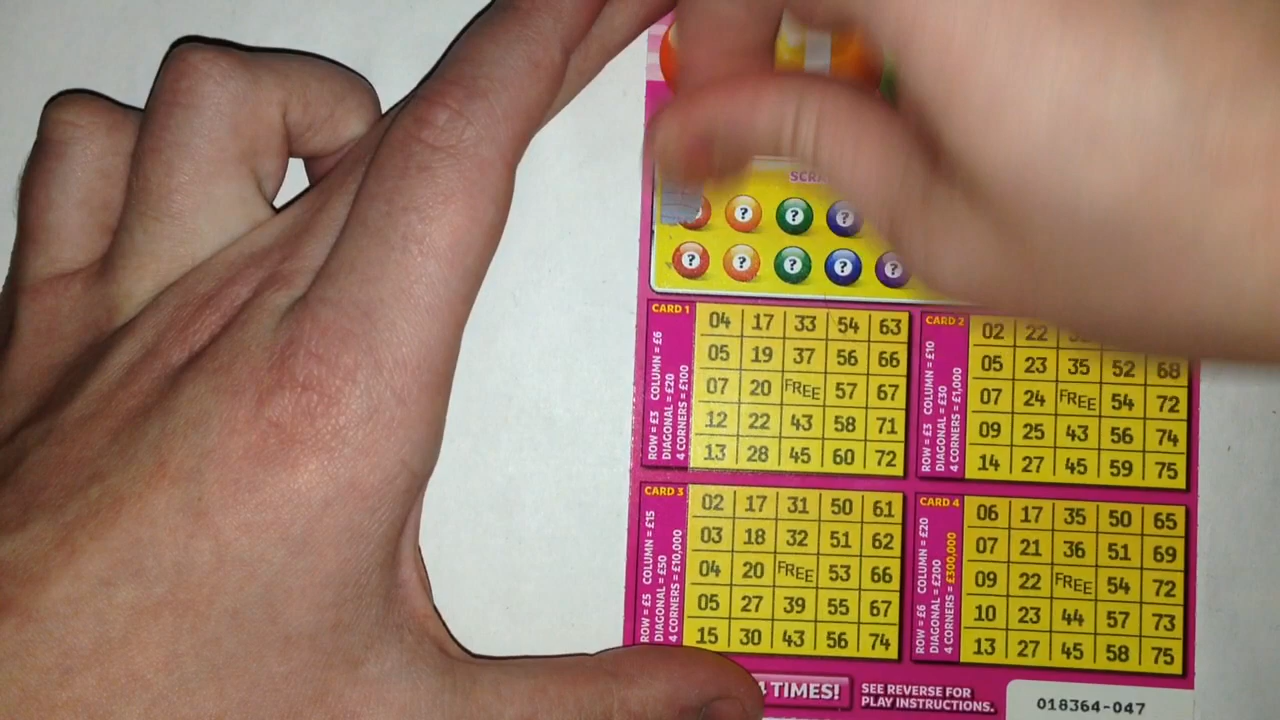 SCRA
? ? ? ?
? ? ? ? ?
CARD 1
ROW = £3 COLUMN = £6
DIAGONAL = £20
4 CORNERS = £100
04 17 33 54 63
05 19 37 56 66
07 20 FREE 57 67
12 22 43 58 71
13 28 45 60 72
CARD 2
ROW = £3 COLUMN = £10
DIAGONAL = £30
4 CORNERS = £1,000
02 22
05 23 35 52 68
07 24 FREE 54 72
09 25 43 56 74
14 27 45 59 75
CARD 3
ROW = £5 COLUMN = £15
DIAGONAL = £50
4 CORNERS = £10,000
02 17 31 50 61
03 18 32 51 62
04 20 FREE 53 66
05 27 39 55 67
15 30 43 56 74
CARD 4
ROW = £6 COLUMN = £20
DIAGONAL = £200
4 CORNERS = £300,000
06 17 35 50 65
07 21 36 51 69
09 22 FREE 54 72
10 23 44 57 73
13 27 45 58 75
4 TIMES!
SEE REVERSE FOR
PLAY INSTRUCTIONS.
018364-047